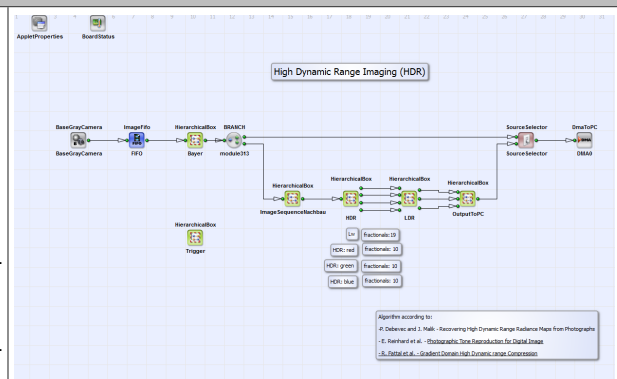 AppletProperties
BoardStatus
High Dynamic Range Imaging (HDR)
BaseGrayCamera
ImageFifo
HierarchicalBox
BRANCH
SourceSelector
DmaToPC
BaseGrayCamera
FIFO
Bayer
module313
SourceSelector
DMA0
HierarchicalBox
HierarchicalBox
HierarchicalBox
HierarchicalBox
ImageSequenceNachbau
HDR
LDR
OutputToPC
HierarchicalBox
Trigger
Lw
fractionals: 19
HDR: red
fractionals: 10
HDR: green
fractionals: 10
HDR: blue
fractionals: 10
Algorithm according to:
-P. Debevec and J. Malik - Recovering High Dynamic Range Radiance Maps from Photographs
- E. Reinhard et al. - Photographic Tone Reproduction for Digital Image
- R. Fattal et al. - Gradient Domain High Dynamic range Compression